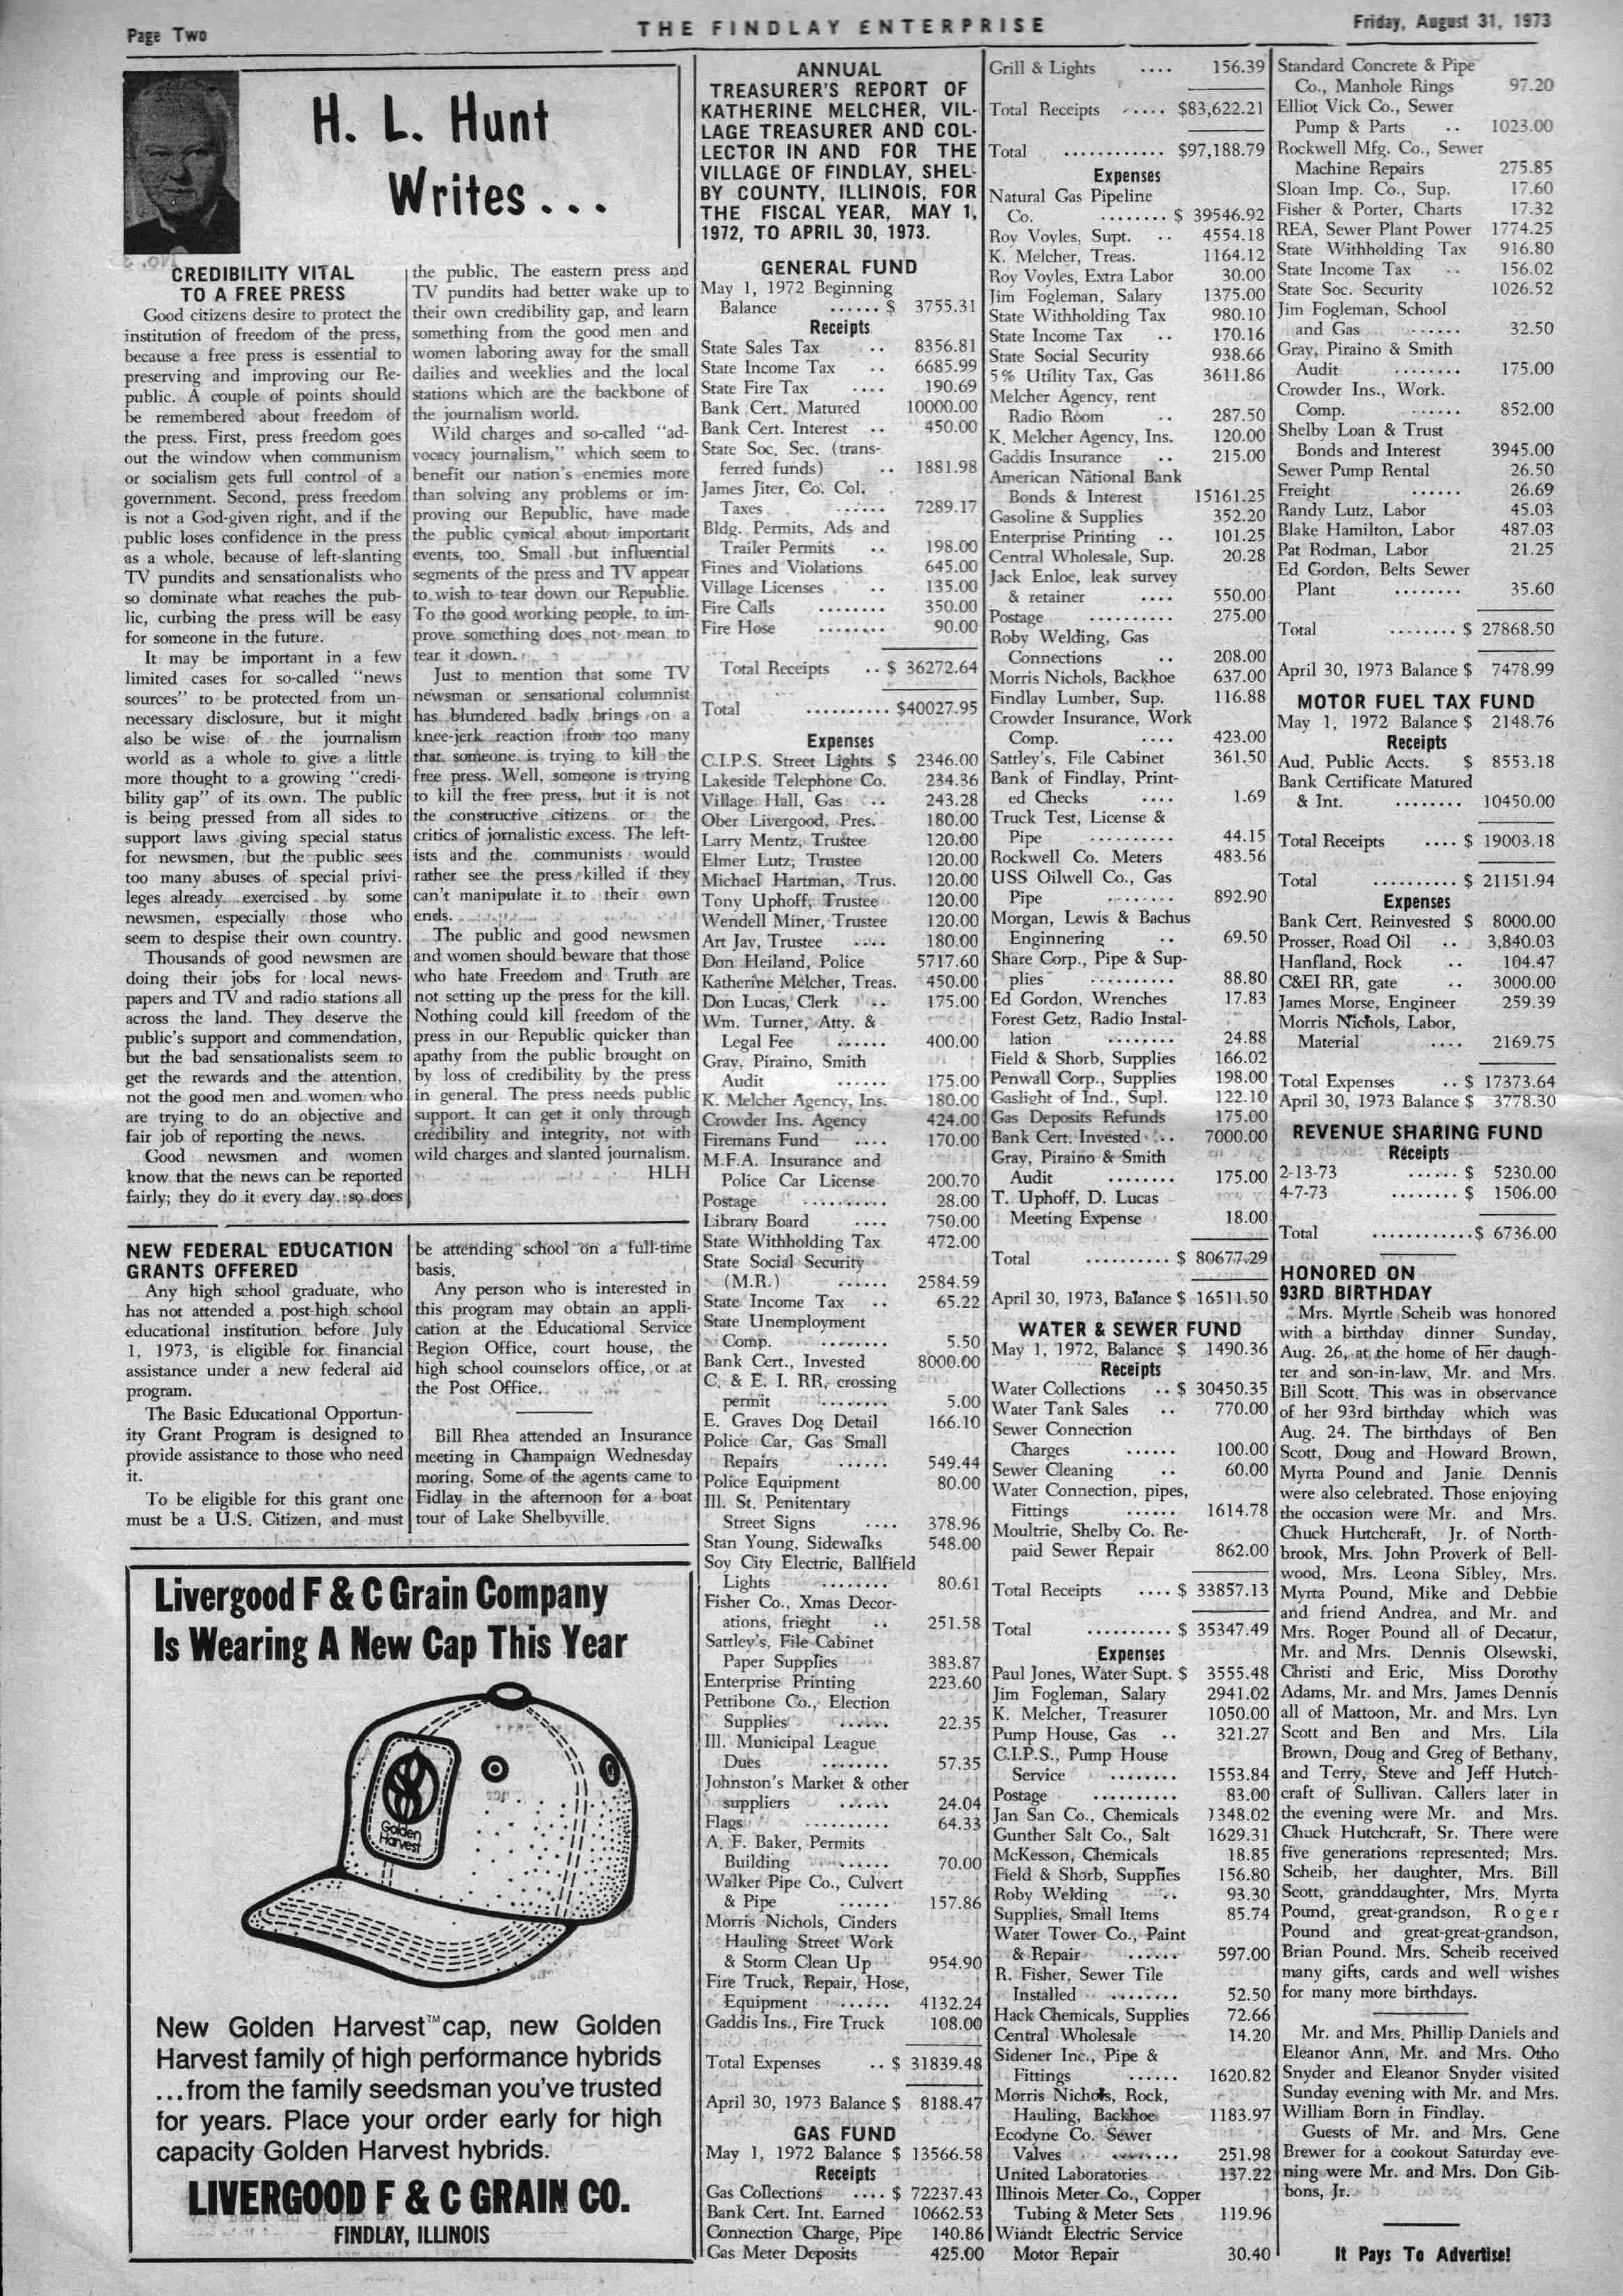 Page Two
THE FINDLAY ENTERPRISE
Friday, August 31, 1973
H. L. Hunt
Writes . . .
CREDIBILITY VITAL
TO A FREE PRESS
Good citizens desire to protect the
institution of freedom of the press,
because a free press is essential to
preserving and improving our Re-
public. A couple of points should
be remembered about freedom of
the press. First, press freedom goes
out the window when communism
or socialism gets full control of a
government. Second, press freedom
is not a God-given right, and if the
public loses confidence in the press
as a whole, because of left-slanting
TV pundits and sensationalists who
so dominate what reaches the pub-
lic, curbing the press will be easy
for someone in the future.
It may be important in a few
limited cases for so-called "news
sources" to be protected from un-
necessary disclosure, but it might
also be wise of the journalism
world as a whole to give a little
more thought to a growing "credi-
bility gap" of its own. The public
is being pressed from all sides to
support laws giving special status
for newsmen, but the public sees
too many abuses of special privi-
leges already exercised by some
newsmen, especially those who
seem to despise their own country.
Thousands of good newsmen are
doing their jobs for local news-
papers and TV and radio stations all
across the land. They deserve the
public's support and commendation,
but the bad sensationalists seem to
get the rewards and the attention,
not the good men and women who
are trying to do an objective and
fair job of reporting the news.
Good newsmen and women
know that the news can be reported
fairly; they do it every day. so does
the public. The eastern press and
TV pundits had better wake up to
their own credibility gap, and learn
something from the good men and
women laboring away for the small
dailies and weeklies and the local
stations which are the backbone of
the journalism world.
Wild charges and so-called "ad-
vocacy journalism," which seem to
benefit our nation's enemies more
than solving any problems or im-
proving our Republic, have made
the public cynical about important
events, too. Small but influential
segments of the press and TV appear
to wish to tear down our Republic.
To the good working people, to im-
prove something does not mean to
tear it down.
Just to mention that some TV
newsman or sensational columnist
has blundered badly brings on a
knee-jerk reaction from too many
that someone is trying to kill the
free press. Well, someone is trying
to kill the free press, but it is not
the constructive citizens or the
critics of jornalistic excess. The left-
ists and the communists would
rather see the press killed if they
can't manipulate it to their own
ends.
The public and good newsmen
and women should beware that those
who hate Freedom and Truth are
not setting up the press for the kill.
Nothing could kill freedom of the
press in our Republic quicker than
apathy from the public brought on
by loss of credibility by the press
in general. The press needs public
support. It can get it only through
credibility and integrity, not with
wild charges and slanted journalism.
HLH
NEW FEDERAL EDUCATION
GRANTS OFFERED
Any high school graduate, who
has not attended a post-high school
educational institution before July
1, 1973, is eligible for financial
assistance under a new federal aid
program.
The Basic Educational Opportun-
ity Grant Program is designed to
provide assistance to those who need
it.
To be eligible for this grant one
must be a U.S. Citizen, and must
be attending school on a full-time
basis.
Any person who is interested in
this program may obtain an appli-
cation at the Educational Service
Region Office, court house, the
high school counselors office, or at
the Post Office.
Bill Rhea attended an Insurance
meeting in Champaign Wednesday
moring. Some of the agents came to
Fidlay in the afternoon for a boat
tour of Lake Shelbyville.
Livergood F & C Grain Company
Is Wearing A New Cap This Year
Golden
Harvest
New Golden Harvest™ cap, new Golden
Harvest family of high performance hybrids
...from the family seedsman you've trusted
for years. Place your order early for high
capacity Golden Harvest hybrids.
LIVERGOOD F & C GRAIN CO.
FINDLAY, ILLINOIS
ANNUAL
TREASURER'S REPORT OF
KATHERINE MELCHER, VIL-
LAGE TREASURER AND COL-
LECTOR IN AND FOR THE
VILLAGE OF FINDLAY, SHEL-
BY COUNTY, ILLINOIS, FOR
THE FISCAL YEAR, MAY 1,
1972, TO APRIL 30, 1973.
GENERAL FUND
May 1, 1972 Beginning
Balance ...... $ 3755.31
Receipts
State Sales Tax .. 8356.81
State Income Tax .. 6685.99
State Fire Tax .... 190.69
Bank Cert. Matured 10000.00
Bank Cert. Interest .. 450.00
State Soc. Sec. (trans-
ferred funds) .. 1881.98
James Jiter, Co. Col.
Taxes ...... 7289.17
Bldg. Permits, Ads and
Trailer Permits .. 198.00
Fines and Violations 645.00
Village Licenses .. 135.00
Fire Calls ........ 350.00
Fire Hose ........ 90.00
Total Receipts .. $ 36272.64
Total .......... $40027.95
Expenses
C.I.P.S. Street Lights $ 2346.00
Lakeside Telephone Co. 234.36
Village Hall, Gas .. 243.28
Ober Livergood, Pres. 180.00
Larry Mentz, Trustee 120.00
Elmer Lutz, Trustee 120.00
Michael Hartman, Trus. 120.00
Tony Uphoff, Trustee 120.00
Wendell Miner, Trustee 120.00
Art Jay, Trustee .... 180.00
Don Heiland, Police 5717.60
Katherine Melcher, Treas. 450.00
Don Lucas, Clerk .. 175.00
Wm. Turner, Atty. &
Legal Fee ...... 400.00
Gray, Piraino, Smith
Audit ...... 175.00
K. Melcher Agency, Ins. 180.00
Crowder Ins. Agency 424.00
Firemans Fund .... 170.00
M.F.A. Insurance and
Police Car License 200.70
Postage .......... 28.00
Library Board .... 750.00
State Withholding Tax 472.00
State Social Security
(M.R.) ...... 2584.59
State Income Tax .. 65.22
State Unemployment
Comp. ........ 5.50
Bank Cert., Invested 8000.00
C. & E. I. RR, crossing
permit ........ 5.00
E. Graves Dog Detail 166.10
Police Car, Gas Small
Repairs ...... 549.44
Police Equipment 80.00
Ill. St. Penitentary
Street Signs .... 378.96
Stan Young, Sidewalks 548.00
Soy City Electric, Ballfield
Lights ........ 80.61
Fisher Co., Xmas Decor-
ations, frieght .. 251.58
Sattley's, File Cabinet
Paper Supplies 383.87
Enterprise Printing 223.60
Pettibone Co., Election
Supplies ...... 22.35
Ill. Municipal League
Dues ........ 57.35
Johnston's Market & other
suppliers ...... 24.04
Flags .......... 64.33
A. F. Baker, Permits
Building ...... 70.00
Walker Pipe Co., Culvert
& Pipe ...... 157.86
Morris Nichols, Cinders
Hauling Street Work
& Storm Clean Up 954.90
Fire Truck, Repair, Hose,
Equipment ...... 4132.24
Gaddis Ins., Fire Truck 108.00
Total Expenses .. $ 31839.48
April 30, 1973 Balance $ 8188.47
GAS FUND
May 1, 1972 Balance $ 13566.58
Receipts
Gas Collections .... $ 72237.43
Bank Cert. Int. Earned 10662.53
Connection Charge, Pipe 140.86
Gas Meter Deposits 425.00
Grill & Lights .... 156.39
Total Receipts ..... $83,622.21
Total ............ $97,188.79
Expenses
Natural Gas Pipeline
Co. ........ $ 39546.92
Roy Voyles, Supt. .. 4554.18
K. Melcher, Treas. 1164.12
Roy Voyles, Extra Labor 30.00
Jim Fogleman, Salary 1375.00
State Withholding Tax 980.10
State Income Tax .. 170.16
State Social Security 938.66
5% Utility Tax, Gas 3611.86
Melcher Agency, rent
Radio Room .. 287.50
K. Melcher Agency, Ins. 120.00
Gaddis Insurance .. 215.00
American National Bank
Bonds & Interest 15161.25
Gasoline & Supplies 352.20
Enterprise Printing .. 101.25
Central Wholesale, Sup. 20.28
Jack Enloe, leak survey
& retainer .... 550.00
Postage .......... 275.00
Roby Welding, Gas
Connections .. 208.00
Morris Nichols, Backhoe 637.00
Findlay Lumber, Sup. 116.88
Crowder Insurance, Work
Comp. .... 423.00
Sattley's, File Cabinet 361.50
Bank of Findlay, Print-
ed Checks .... 1.69
Truck Test, License &
Pipe .......... 44.15
Rockwell Co. Meters 483.56
USS Oilwell Co., Gas
Pipe ........ 892.90
Morgan, Lewis & Bachus
Enginnering .. 69.50
Share Corp., Pipe & Sup-
plies .......... 88.80
Ed Gordon, Wrenches 17.83
Forest Getz, Radio Instal-
lation ........ 24.88
Field & Shorb, Supplies 166.02
Penwall Corp., Supplies 198.00
Gaslight of Ind., Supl. 122.10
Gas Deposits Refunds 175.00
Bank Cert. Invested .. 7000.00
Gray, Piraino & Smith
Audit ........ 175.00
T. Uphoff, D. Lucas
Meeting Expense 18.00
Total .......... $ 80677.29
April 30, 1973, Balance $ 16511.50
WATER & SEWER FUND
May 1, 1972, Balance $ 1490.36
Receipts
Water Collections .. $ 30450.35
Water Tank Sales .. 770.00
Sewer Connection
Charges ...... 100.00
Sewer Cleaning .. 60.00
Water Connection, pipes,
Fittings ...... 1614.78
Moultrie, Shelby Co. Re-
paid Sewer Repair 862.00
Total Receipts .... $ 33857.13
Total .......... $ 35347.49
Expenses
Paul Jones, Water Supt. $ 3555.48
Jim Fogleman, Salary 2941.02
K. Melcher, Treasurer 1050.00
Pump House, Gas .. 321.27
C.I.P.S., Pump House
Service ........ 1553.84
Postage .......... 83.00
Jan San Co., Chemicals 1348.02
Gunther Salt Co., Salt 1629.31
McKesson, Chemicals 18.85
Field & Shorb, Supplies 156.80
Roby Welding .. 93.30
Supplies, Small Items 85.74
Water Tower Co., Paint
& Repair ...... 597.00
R. Fisher, Sewer Tile
Installed ........ 52.50
Hack Chemicals, Supplies 72.66
Central Wholesale 14.20
Sidener Inc., Pipe &
Fittings ...... 1620.82
Morris Nichols, Rock,
Hauling, Backhoe 1183.97
Ecodyne Co. Sewer
Valves ........ 251.98
United Laboratories 137.22
Illinois Meter Co., Copper
Tubing & Meter Sets 119.96
Wiandt Electric Service
Motor Repair 30.40
Standard Concrete & Pipe
Co., Manhole Rings 97.20
Elliot Vick Co., Sewer
Pump & Parts .. 1023.00
Rockwell Mfg. Co., Sewer
Machine Repairs 275.85
Sloan Imp. Co., Sup. 17.60
Fisher & Porter, Charts 17.32
REA, Sewer Plant Power 1774.25
State Withholding Tax 916.80
State Income Tax .. 156.02
State Soc. Security 1026.52
Jim Fogleman, School
and Gas ...... 32.50
Gray, Piraino & Smith
Audit ........ 175.00
Crowder Ins., Work.
Comp. ...... 852.00
Shelby Loan & Trust
Bonds and Interest 3945.00
Sewer Pump Rental 26.50
Freight ...... 26.69
Randy Lutz, Labor 45.03
Blake Hamilton, Labor 487.03
Pat Rodman, Labor 21.25
Ed Gordon, Belts Sewer
Plant ........ 35.60
Total ........ $ 27868.50
April 30, 1973 Balance $ 7478.99
MOTOR FUEL TAX FUND
May 1, 1972 Balance $ 2148.76
Receipts
Aud. Public Accts. $ 8553.18
Bank Certificate Matured
& Int. ........ 10450.00
Total Receipts .... $ 19003.18
Total .......... $ 21151.94
Expenses
Bank Cert. Reinvested $ 8000.00
Prosser, Road Oil .. 3,840.03
Hanfland, Rock .. 104.47
C&EI RR, gate .. 3000.00
James Morse, Engineer 259.39
Morris Nichols, Labor,
Material .... 2169.75
Total Expenses .. $ 17373.64
April 30, 1973 Balance $ 3778.30
REVENUE SHARING FUND
Receipts
2-13-73 ...... $ 5230.00
4-7-73 ........ $ 1506.00
Total ............ $ 6736.00
HONORED ON
93RD BIRTHDAY
Mrs. Myrtle Scheib was honored
with a birthday dinner Sunday,
Aug. 26, at the home of her daugh-
ter and son-in-law, Mr. and Mrs.
Bill Scott. This was in observance
of her 93rd birthday which was
Aug. 24. The birthdays of Ben
Scott, Doug and Howard Brown,
Myrta Pound and Janie Dennis
were also celebrated. Those enjoying
the occasion were Mr. and Mrs.
Chuck Hutchcraft, Jr. of North-
brook, Mrs. John Proverk of Bell-
wood, Mrs. Leona Sibley, Mrs.
Myrta Pound, Mike and Debbie
and friend Andrea, and Mr. and
Mrs. Roger Pound all of Decatur,
Mr. and Mrs. Dennis Olsewski,
Christi and Eric, Miss Dorothy
Adams, Mr. and Mrs. James Dennis
all of Mattoon, Mr. and Mrs. Lyn
Scott and Ben and Mrs. Lila
Brown, Doug and Greg of Bethany,
and Terry, Steve and Jeff Hutch-
craft of Sullivan. Callers later in
the evening were Mr. and Mrs.
Chuck Hutchcraft, Sr. There were
five generations represented; Mrs.
Scheib, her daughter, Mrs. Bill
Scott, granddaughter, Mrs. Myrta
Pound, great-grandson, Roger
Pound and great-great-grandson,
Brian Pound. Mrs. Scheib received
many gifts, cards and well wishes
for many more birthdays.
Mr. and Mrs. Phillip Daniels and
Eleanor Ann, Mr. and Mrs. Otho
Snyder and Eleanor Snyder visited
Sunday evening with Mr. and Mrs.
William Born in Findlay.
Guests of Mr. and Mrs. Gene
Brewer for a cookout Saturday eve-
ning were Mr. and Mrs. Don Gib-
bons, Jr.
It Pays To Advertise!